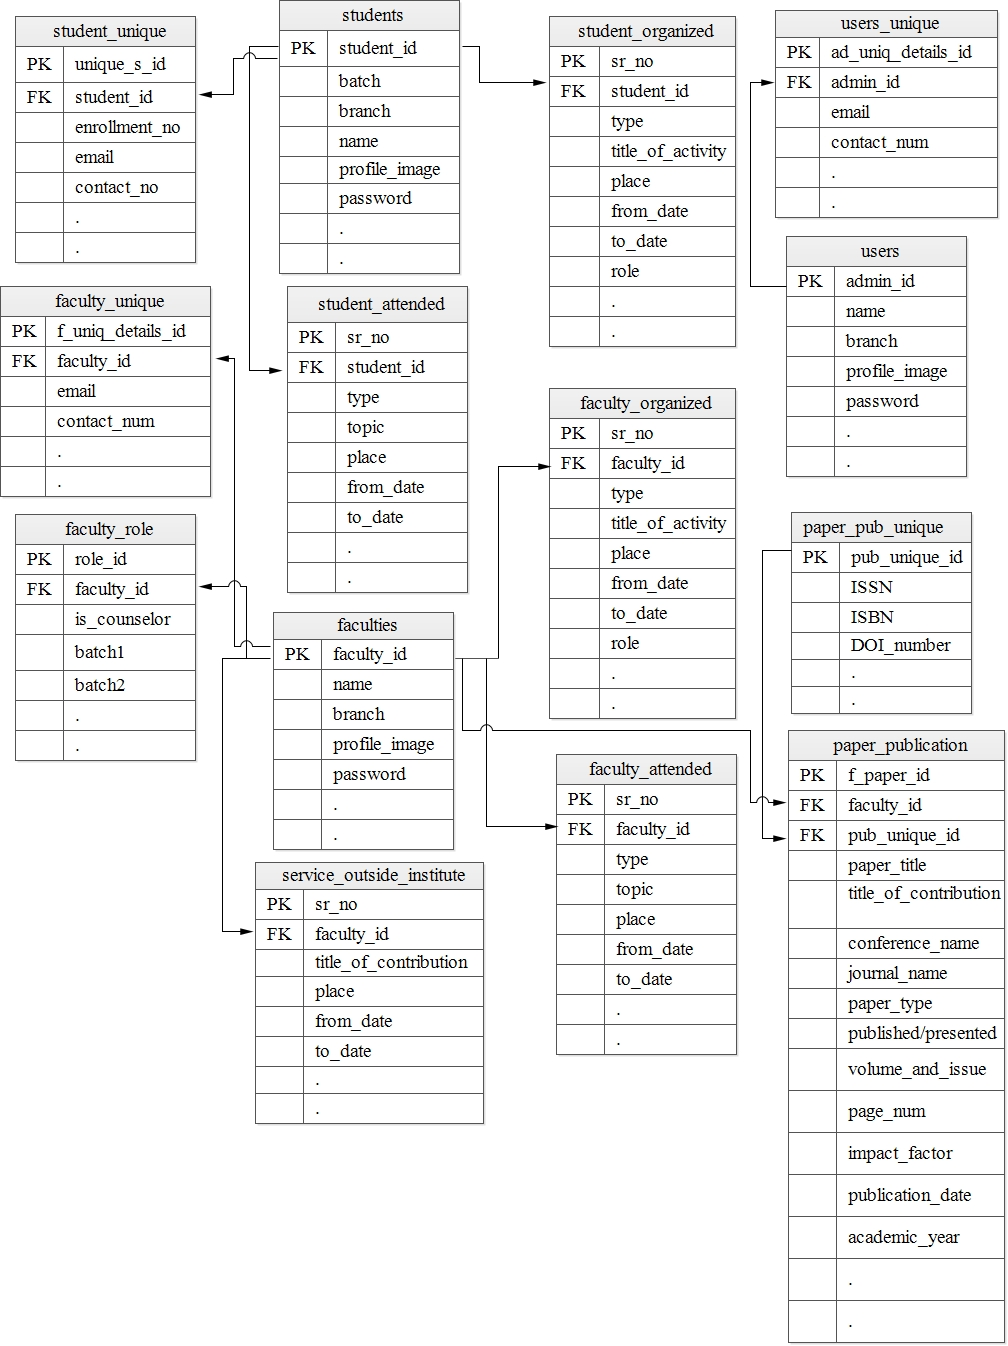 student_unique
PK unique_s_id
FK student_id
enrollment_no
email
contact_no
.
.
students
PK student_id
batch
branch
name
profile_image
password
.
.
student_organized
PK sr_no
FK student_id
type
title_of_activity
place
from_date
to_date
role
.
.
users_unique
PK ad_uniq_details_id
FK admin_id
email
contact_num
.
.
users
PK admin_id
name
branch
profile_image
password
.
.
faculty_unique
PK f_uniq_details_id
FK faculty_id
email
contact_num
.
.
student_attended
PK sr_no
FK student_id
type
topic
place
from_date
to_date
.
.
faculty_organized
PK sr_no
FK faculty_id
type
title_of_activity
place
from_date
to_date
role
.
.
faculty_role
PK role_id
FK faculty_id
is_counselor
batch1
batch2
.
.
faculties
PK faculty_id
name
branch
profile_image
password
.
.
paper_pub_unique
PK pub_unique_id
ISSN
ISBN
DOI_number
.
.
faculty_attended
PK sr_no
FK faculty_id
type
topic
place
from_date
to_date
.
.
paper_publication
PK f_paper_id
FK faculty_id
FK pub_unique_id
paper_title
title_of_contribution
conference_name
journal_name
paper_type
published/presented
volume_and_issue
page_num
impact_factor
publication_date
academic_year
.
.
service_outside_institute
PK sr_no
FK faculty_id
title_of_contribution
place
from_date
to_date
.
.